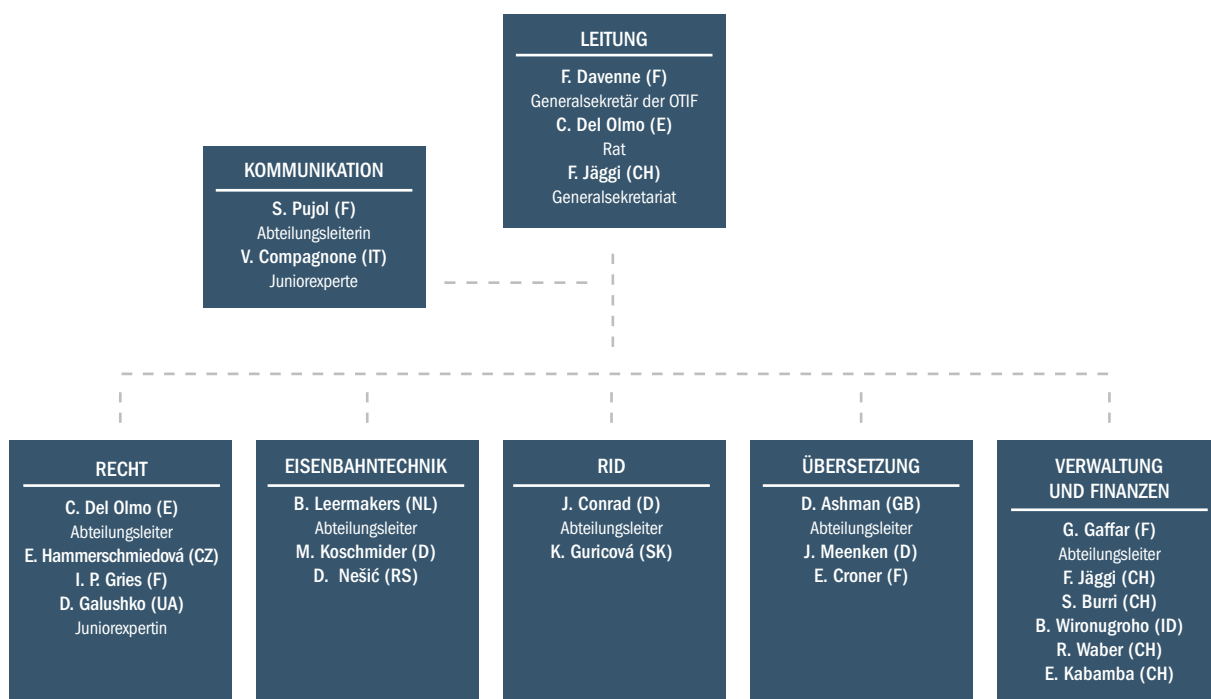 LEITUNG
F. Davenne (F)
Generalsekretär der OTIF
C. Del Olmo (E)
Rat
F. Jäggi (CH)
Generalsekretariat
KOMMUNIKATION
S. Pujol (F)
Abteilungsleiterin
V. Compagnone (IT)
Juniorexperte
RECHT
C. Del Olmo (E)
Abteilungsleiter
E. Hammerschmiedová (CZ)
I. P. Gries (F)
D. Galushko (UA)
Juniorexpertin
EISENBAHNTECHNIK
B. Leermakers (NL)
Abteilungsleiter
M. Koschmider (D)
D. Nešić (RS)
RID
J. Conrad (D)
Abteilungsleiter
K. Guricová (SK)
ÜBERSETZUNG
D. Ashman (GB)
Abteilungsleiter
J. Meenken (D)
E. Croner (F)
VERWALTUNG
UND FINANZEN
G. Gaffar (F)
Abteilungsleiter
F. Jäggi (CH)
S. Burri (CH)
B. Wironugroho (ID)
R. Waber (CH)
E. Kabamba (CH)